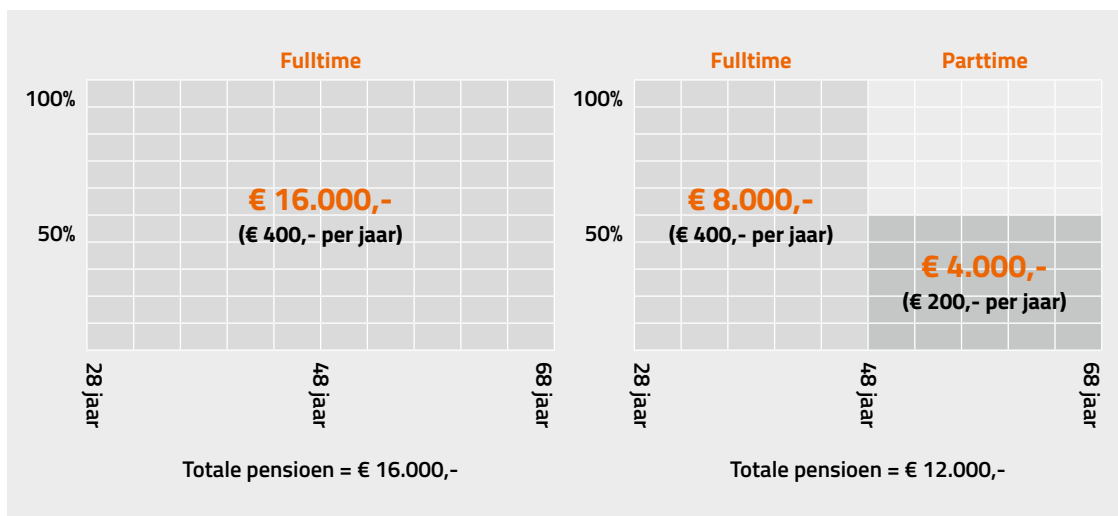 Fulltime
100%
€ 16.000,-
50%
(€ 400,- per jaar)
28 jaar
48 jaar
68 jaar
Totale pensioen = € 16.000,-
Fulltime
Parttime
100%
€ 8.000,-
50%
(€ 400,- per jaar)
€ 4.000,-
(€ 200,- per jaar)
28 jaar
48 jaar
68 jaar
Totale pensioen = € 12.000,-